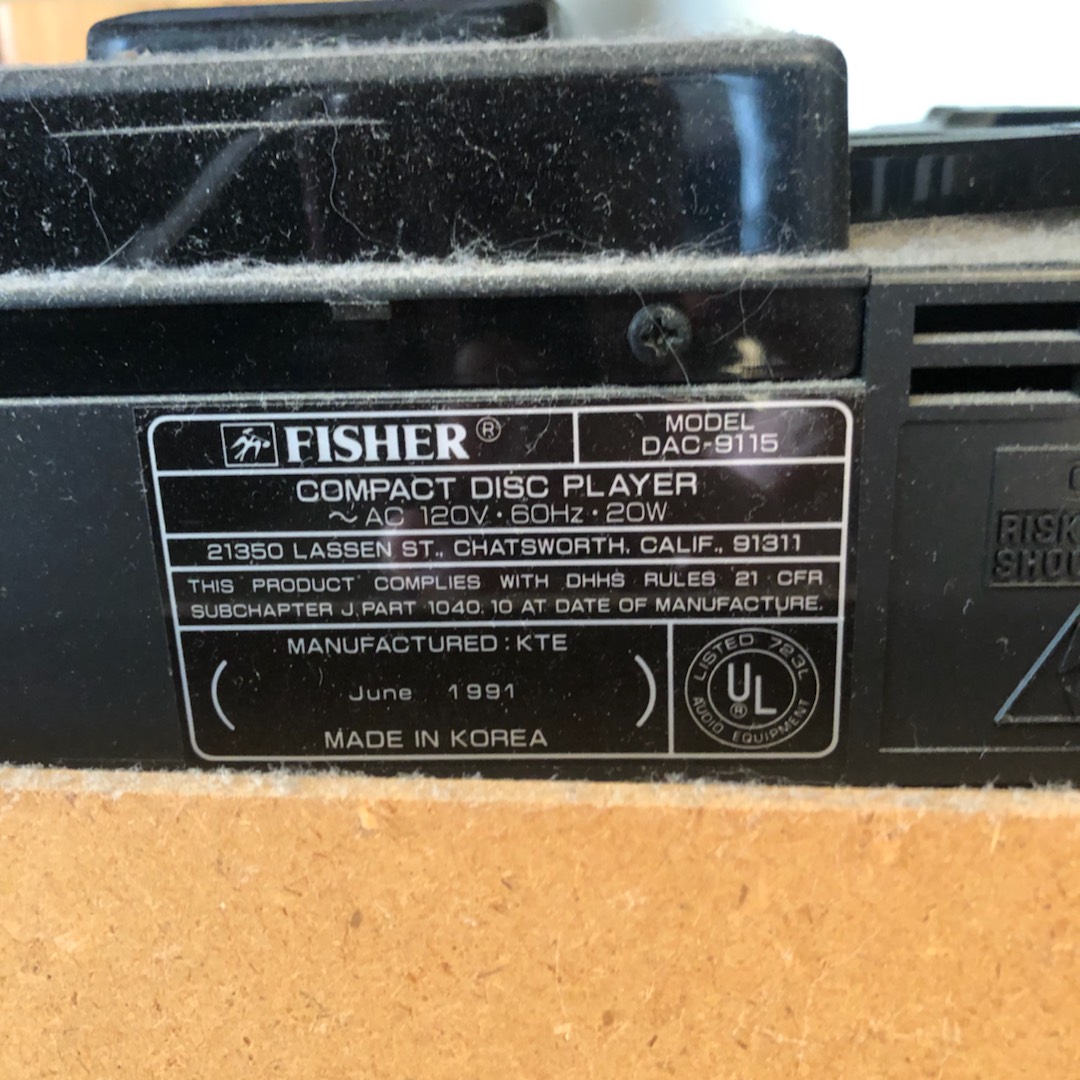 FISHER ®
MODEL
DAC-9115
COMPACT DISC PLAYER
~ AC 120V · 60Hz · 20W
21350 LASSEN ST., CHATSWORTH, CALIF., 91311
THIS PRODUCT COMPLIES WITH DHHS RULES 21 CFR
SUBCHAPTER J, PART 1040.10 AT DATE OF MANUFACTURE.
MANUFACTURED : KTE
( June 1991 )
MADE IN KOREA
LISTED 723L
UL ®
AUDIO EQUIPMENT
RISK